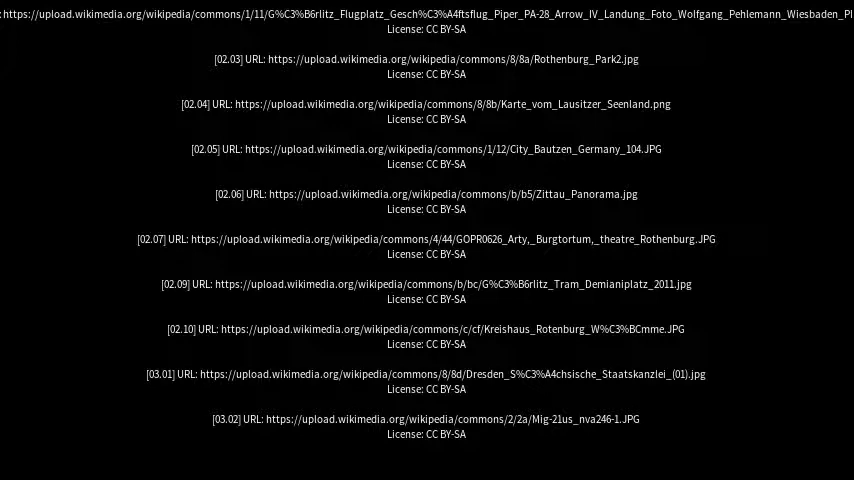 : https://upload.wikimedia.org/wikipedia/commons/1/11/G%C3%B6rlitz_Flugplatz_Gesch%C3%A4ftsflug_Piper_PA-28_Arrow_IV_Landung_Foto_Wolfgang_Pehlemann_Wiesbaden_PI
License: CC BY-SA
[02.03] URL: https://upload.wikimedia.org/wikipedia/commons/8/8a/Rothenburg_Park2.jpg
License: CC BY-SA
[02.04] URL: https://upload.wikimedia.org/wikipedia/commons/8/8b/Karte_vom_Lausitzer_Seenland.png
License: CC BY-SA
[02.05] URL: https://upload.wikimedia.org/wikipedia/commons/1/12/City_Bautzen_Germany_104.JPG
License: CC BY-SA
[02.06] URL: https://upload.wikimedia.org/wikipedia/commons/b/b5/Zittau_Panorama.jpg
License: CC BY-SA
[02.07] URL: https://upload.wikimedia.org/wikipedia/commons/4/44/GOPR0626_Arty,_Burgtortum,_theatre_Rothenburg.JPG
License: CC BY-SA
[02.09] URL: https://upload.wikimedia.org/wikipedia/commons/b/bc/G%C3%B6rlitz_Tram_Demianiplatz_2011.jpg
License: CC BY-SA
[02.10] URL: https://upload.wikimedia.org/wikipedia/commons/c/cf/Kreishaus_Rotenburg_W%C3%BCmme.JPG
License: CC BY-SA
[03.01] URL: https://upload.wikimedia.org/wikipedia/commons/8/8d/Dresden_S%C3%A4chsische_Staatskanzlei_(01).jpg
License: CC BY-SA
[03.02] URL: https://upload.wikimedia.org/wikipedia/commons/2/2a/Mig-21us_nva246-1.JPG
License: CC BY-SA